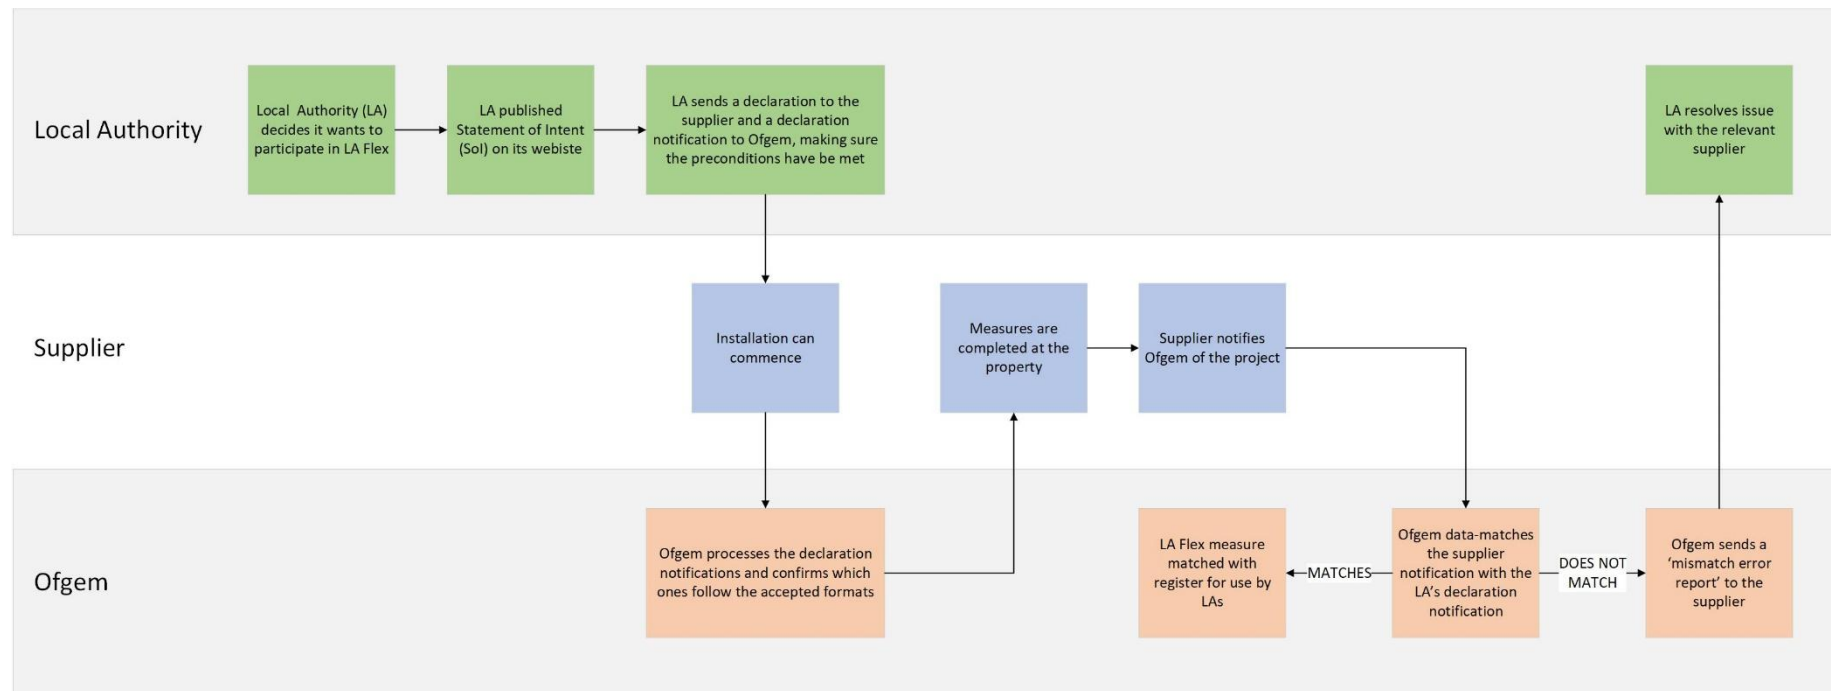 Local Authority
Local Authority (LA)
decides it wants to
participate in LA Flex
LA published
Statement of Intent
(SoI) on its webiste
LA sends a declaration to the
supplier and a declaration
notification to Ofgem, making sure
the preconditions have be met
LA resolves issue
with the relevant
supplier
Supplier
Installation can
commence
Measures are
completed at the
property
Supplier notifies
Ofgem of the project
Ofgem
Ofgem processes the declaration
notifications and confirms which
ones follow the accepted formats
LA Flex measure
matched with
register for use by
LAs
MATCHES
Ofgem data-matches
the supplier
notification with the
LA’s declaration
notification
DOES NOT
MATCH
Ofgem sends a
‘mismatch error
report’ to the
supplier